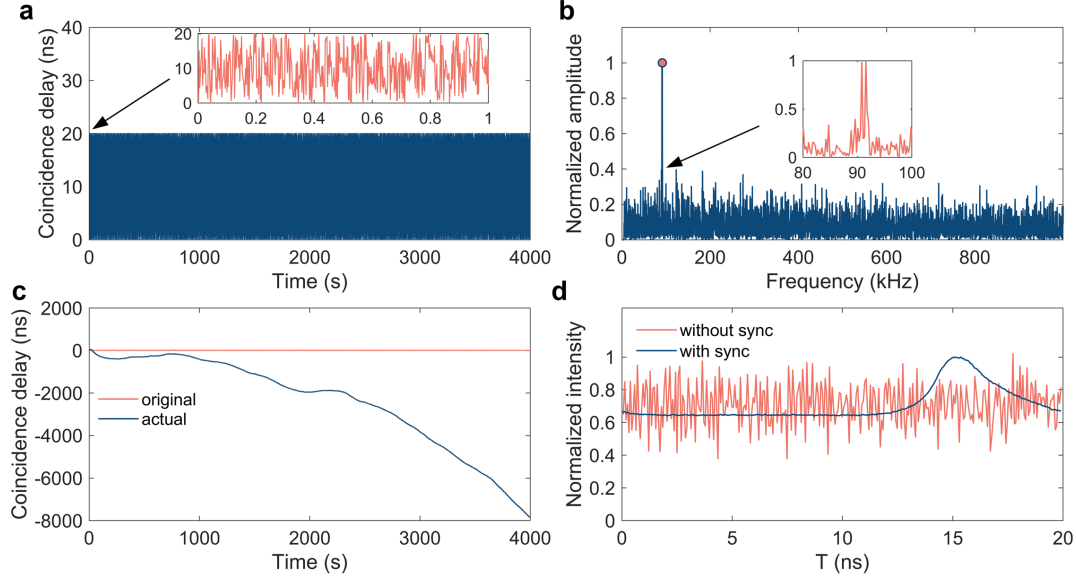 a
Coincidence delay (ns)
40
30
20
10
0
20
10
0
0 0.2 0.4 0.6 0.8 1
0 1000 2000 3000 4000
Time (s)
b
Normalized amplitude
1
0.8
0.6
0.4
0.2
0
1
0.5
0
80 90 100
0 200 400 600 800
Frequency (kHz)
c
Coincidence delay (ns)
2000
0
-2000
-4000
-6000
-8000
original
actual
0 1000 2000 3000 4000
Time (s)
d
Normalized intensity
1
0.8
0.6
0.4
0.2
0
without sync
with sync
0 5 10 15 20
T (ns)